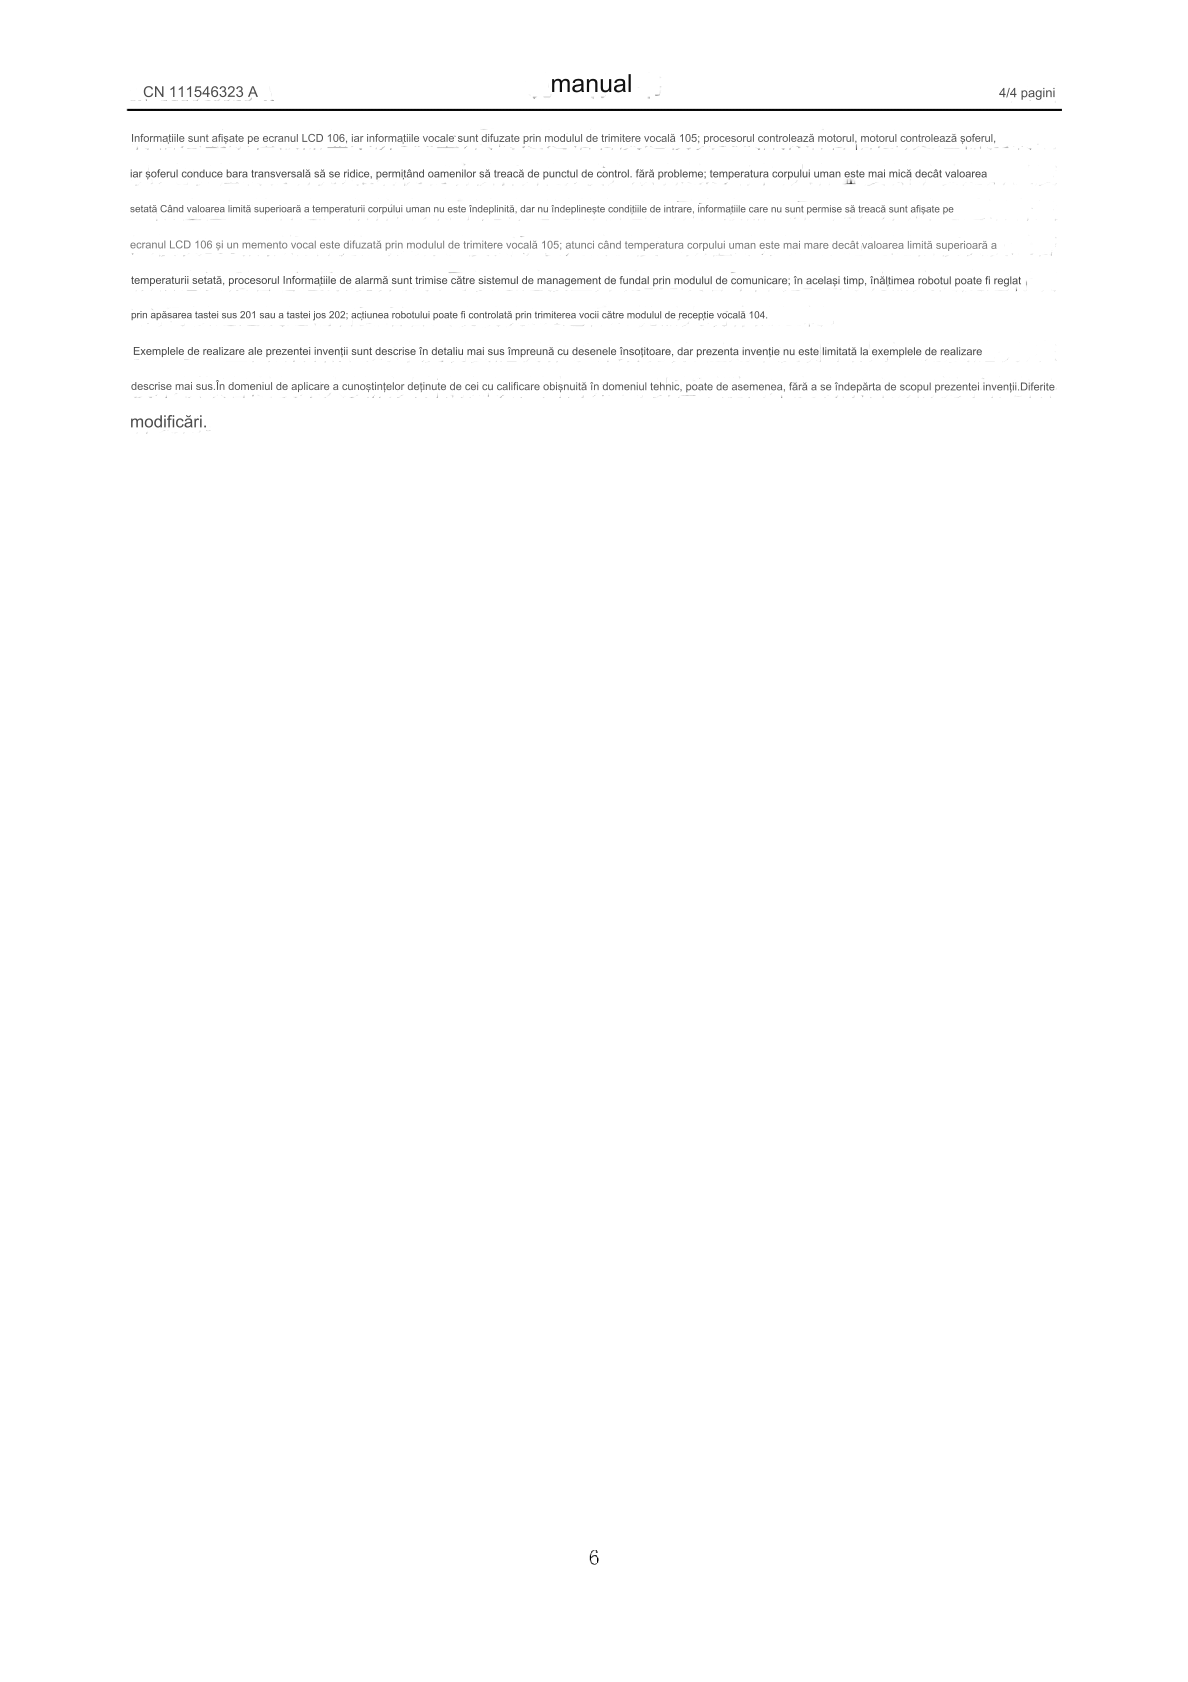 CN 111546323 A
manual
4/4 pagini
Informațiile sunt afișate pe ecranul LCD 106, iar informațiile vocale sunt difuzate prin modulul de trimitere vocală 105; procesorul controlează motorul, motorul controlează șoferul,
iar șoferul conduce bara transversală să se ridice, permițând oamenilor să treacă de punctul de control. fără probleme; temperatura corpului uman este mai mică decât valoarea
setată Când valoarea limită superioară a temperaturii corpului uman nu este îndeplinită, dar nu îndeplinește condițiile de intrare, informațiile care nu sunt permise să treacă sunt afișate pe
ecranul LCD 106 și un memento vocal este difuzată prin modulul de trimitere vocală 105; atunci când temperatura corpului uman este mai mare decât valoarea limită superioară a
temperaturii setată, procesorul Informațiile de alarmă sunt trimise către sistemul de management de fundal prin modulul de comunicare; în același timp, înălțimea robotul poate fi reglat
prin apăsarea tastei sus 201 sau a tastei jos 202; acțiunea robotului poate fi controlată prin trimiterea vocii către modulul de recepție vocală 104.
Exemplele de realizare ale prezentei invenții sunt descrise în detaliu mai sus împreună cu desenele însoțitoare, dar prezenta invenție nu este limitată la exemplele de realizare
descrise mai sus.În domeniul de aplicare a cunoștințelor deținute de cei cu calificare obișnuită în domeniul tehnic, poate de asemenea, fără a se îndepărta de scopul prezentei invenții.Diferite
modificări.
6